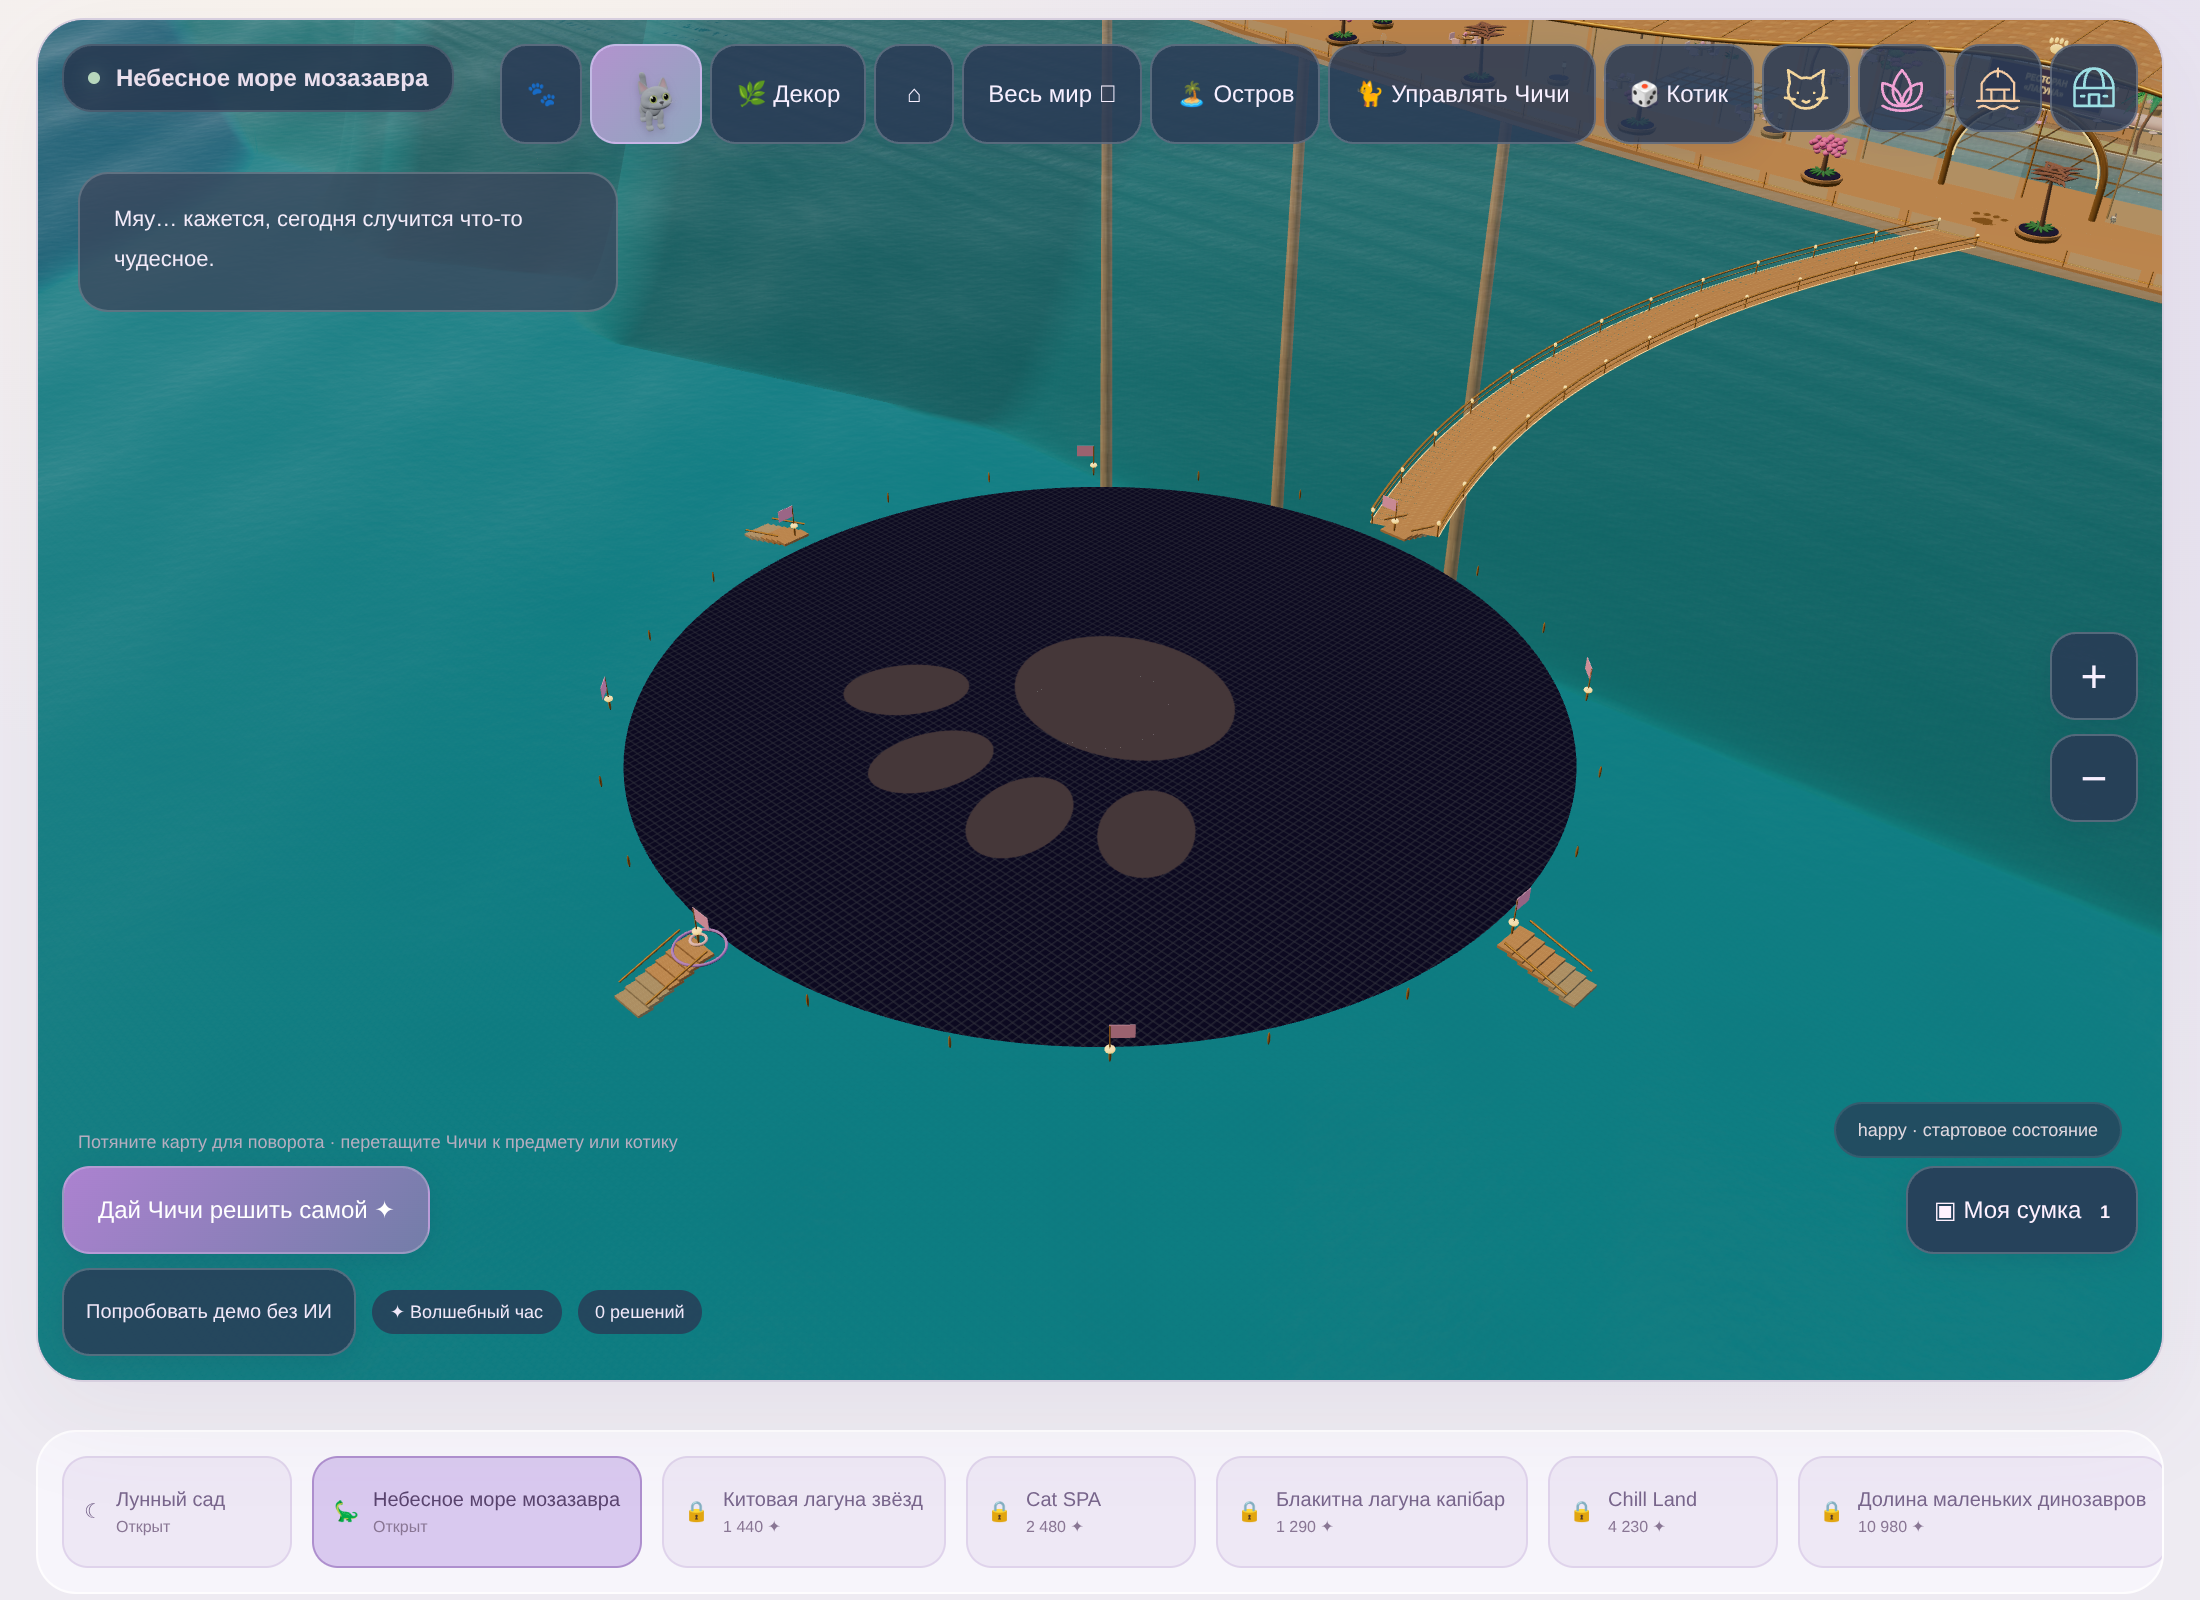 Небесное море мозазавра
Декор
Весь мир
Остров
Управлять Чичи
Котик
Мяу… кажется, сегодня случится что-то
чудесное.
+
−
Потяните карту для поворота · перетащите Чичи к предмету или котику
happy · стартовое состояние
Дай Чичи решить самой ✦
Моя сумка 1
Попробовать демо без ИИ
✦ Волшебный час
0 решений
Лунный сад
Открыт
Небесное море мозазавра
Открыт
Китовая лагуна звёзд
1 440 ✦
Cat SPA
2 480 ✦
Блакитна лагуна капібар
1 290 ✦
Chill Land
4 230 ✦
Долина маленьких динозавров
10 980 ✦